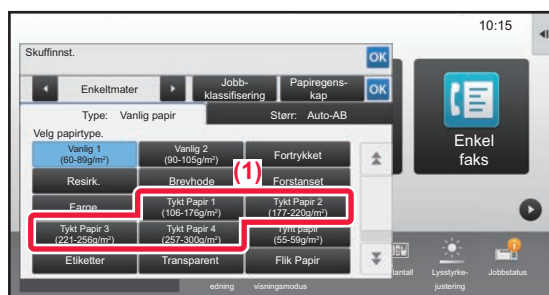 10:15
Skuffinnst.
OK
Enkeltmater
Jobb-
klassifisering
Papiregens-
kap
OK
Type: Vanlig papir
Størr: Auto-AB
Velg papirtype.
Vanlig 1
(60-89g/m²)
Vanlig 2
(90-105g/m²)
Fortrykket
Resirk.
Brevhode
(1)
Forstanset
Farge
Tykt Papir 1
(106-176g/m²)
Tykt Papir 2
(177-220g/m²)
Tykt Papir 3
(221-256g/m²)
Tykt Papir 4
(257-300g/m²)
Tynt papir
(55-59g/m²)
Etiketter
Transparent
Flik Papir
Enkel
faks
lantall
Lysstyrke-
justering
Jobbstatus
edning
visningsmodus